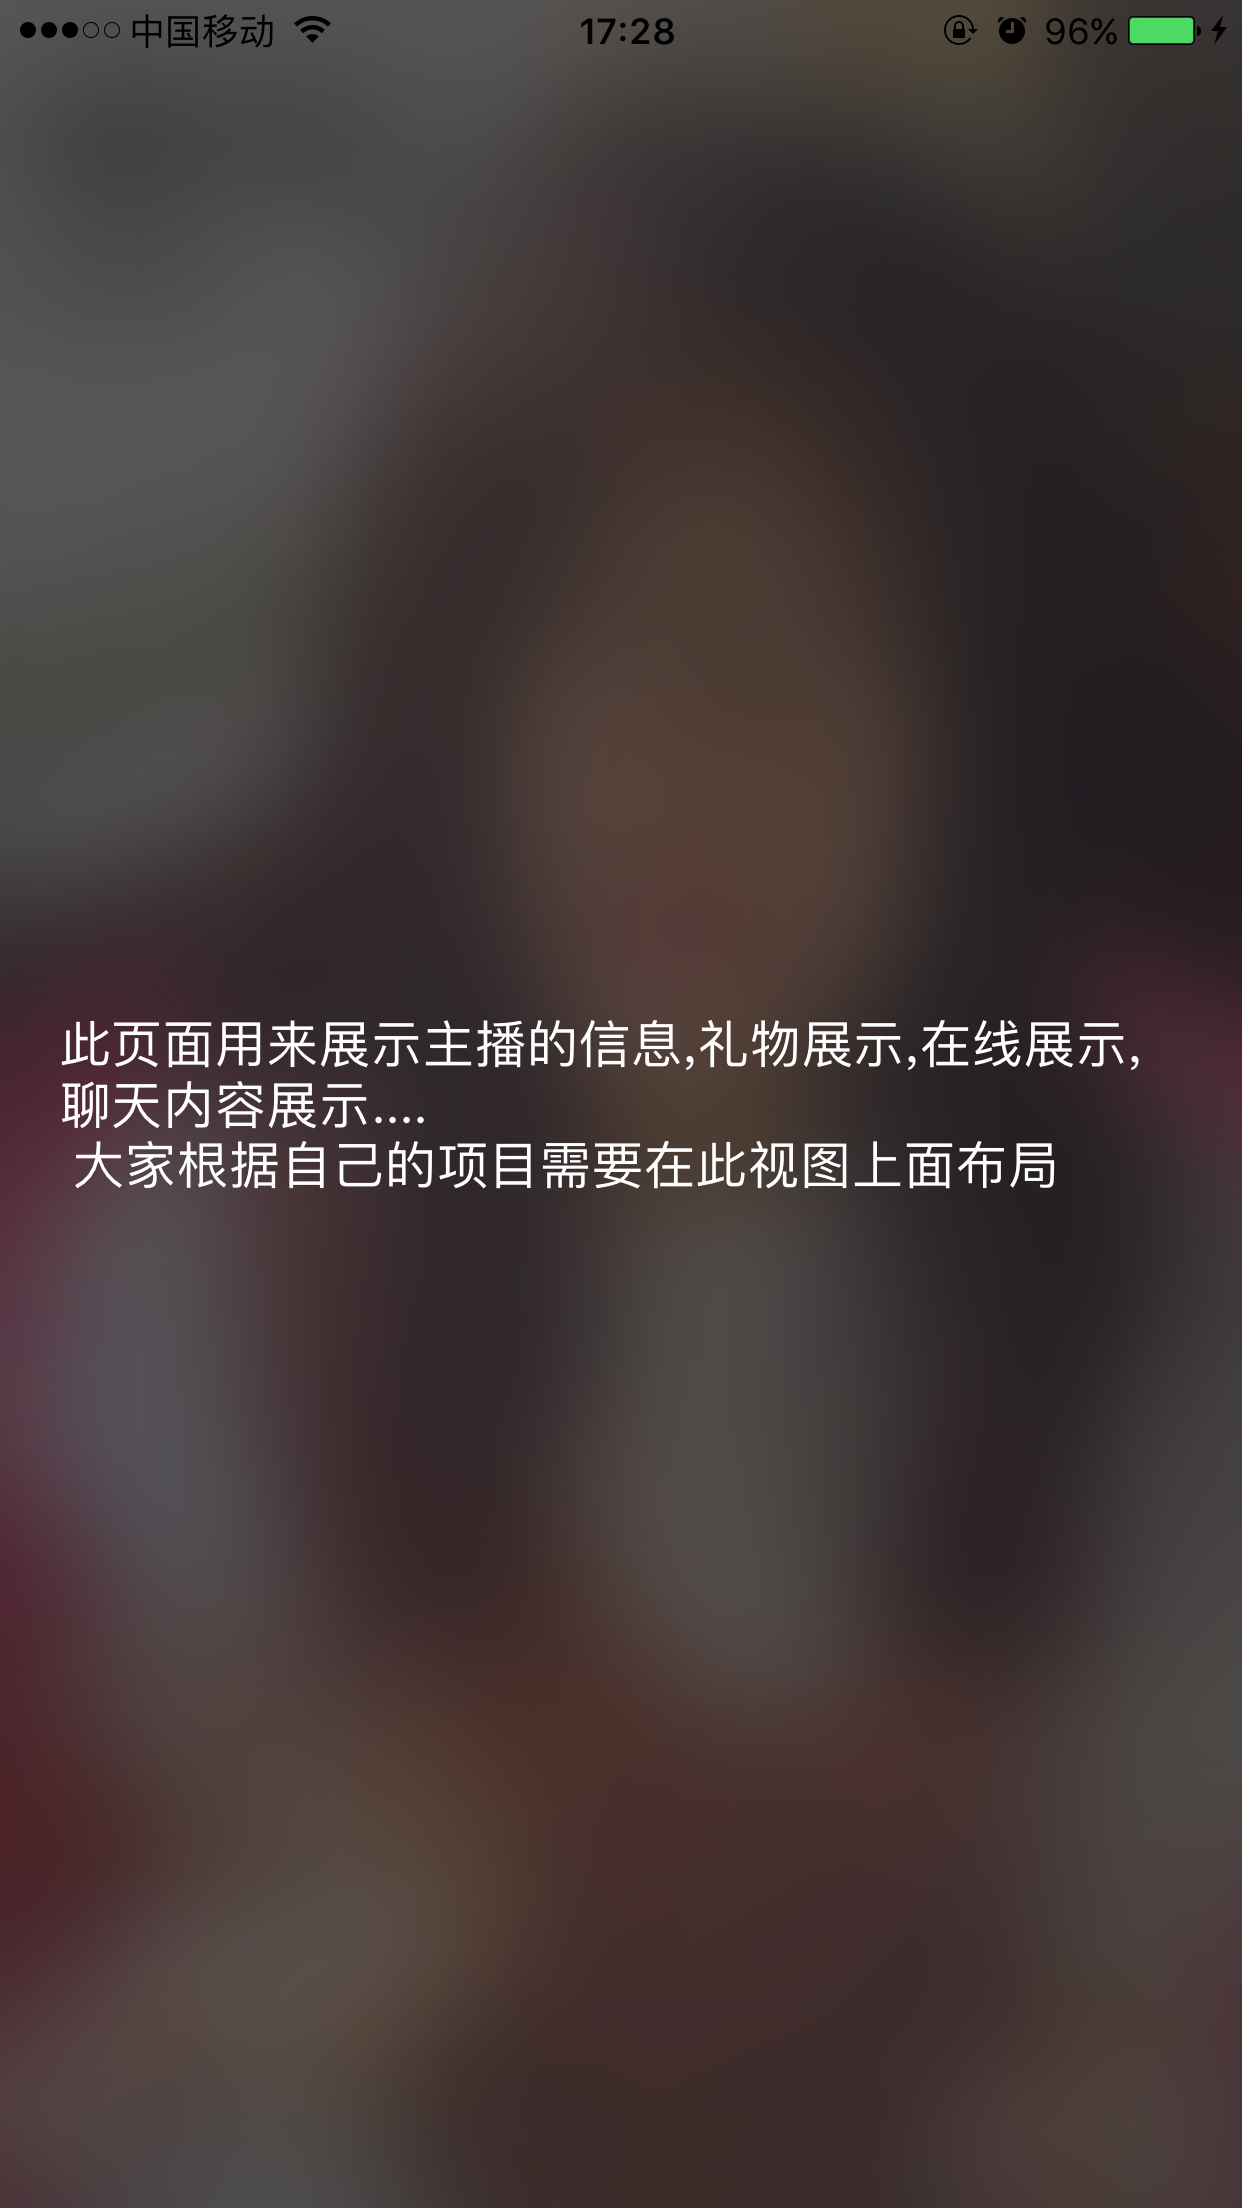 中国移动 17:28 96%
此页面用来展示主播的信息,礼物展示,在线展示,
聊天内容展示....
大家根据自己的项目需要在此视图上面布局